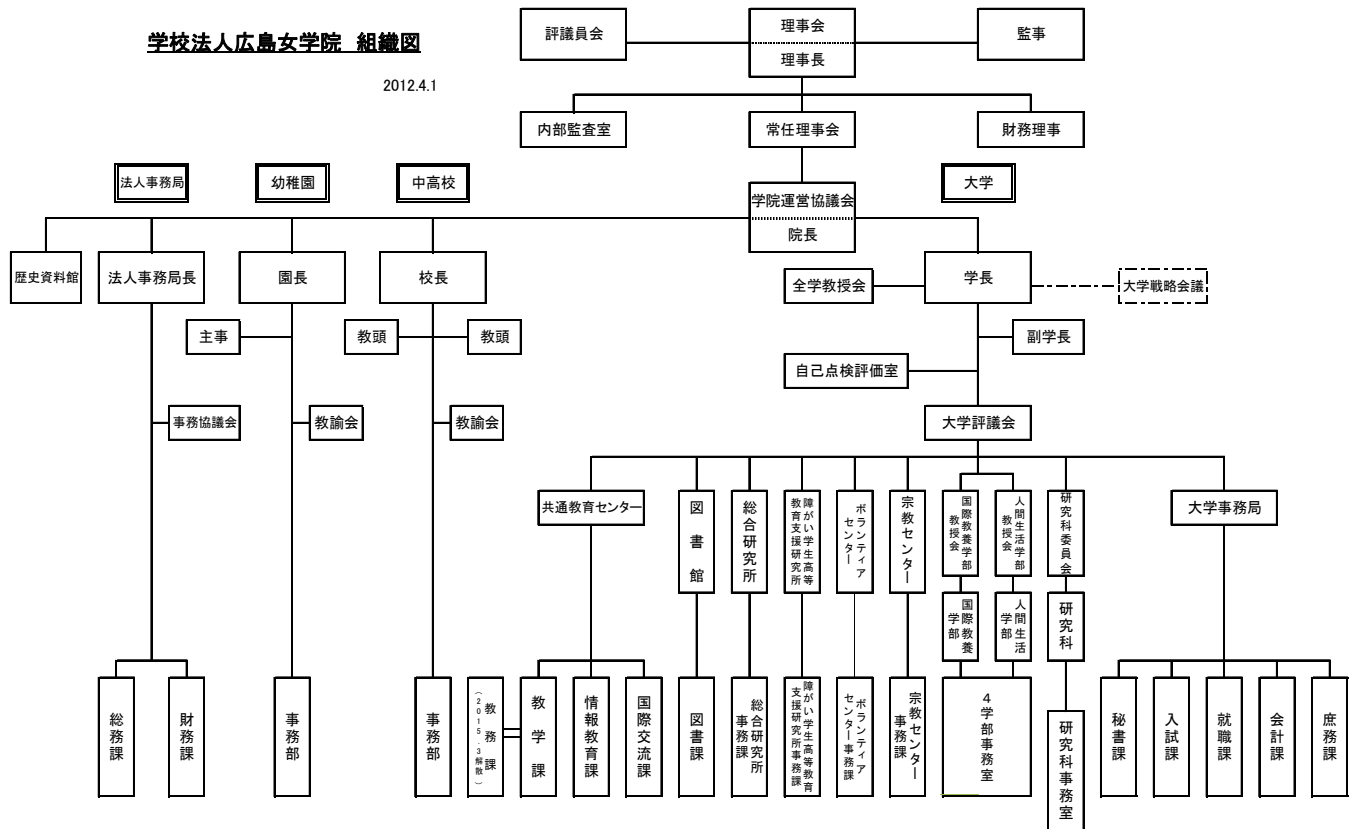 学校法人広島女学院 組織図
2012.4.1
評議員会
理事会
理事長
監事
内部監査室
常任理事会
財務理事
法人事務局
幼稚園
中高校
大学
学院運営協議会
院長
歴史資料館
法人事務局長
園長
校長
全学教授会
学長
大学戦略会議
主事
教頭
教頭
副学長
自己点検評価室
事務協議会
教諭会
教諭会
大学評議会
共通教育センター
図書館
総合研究所
障がい学生高等
教育支援研究所
ボランティア
センター
宗教センター
国際教養学部
教授会
人間生活学部
教授会
研究科委員会
大学事務局
国際教養
学部
人間生活
学部
研究科
総務課
財務課
事務部
事務部
教務課
(2015.3解散)
教学課
情報教育課
国際交流課
図書課
総合研究所
事務課
障がい学生高等教育
支援研究所事務課
ボランティア
センター事務課
宗教センター
事務課
4学部事務室
研究科事務室
秘書課
入試課
就職課
会計課
庶務課